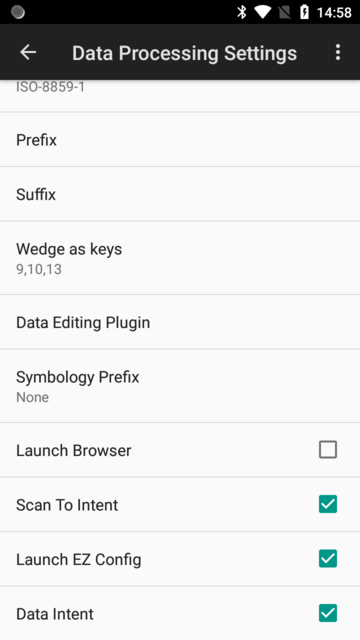 14:58
Data Processing Settings
ISO-8859-1
Prefix
Suffix
Wedge as keys
9,10,13
Data Editing Plugin
Symbology Prefix
None
Launch Browser
Scan To Intent
Launch EZ Config
Data Intent